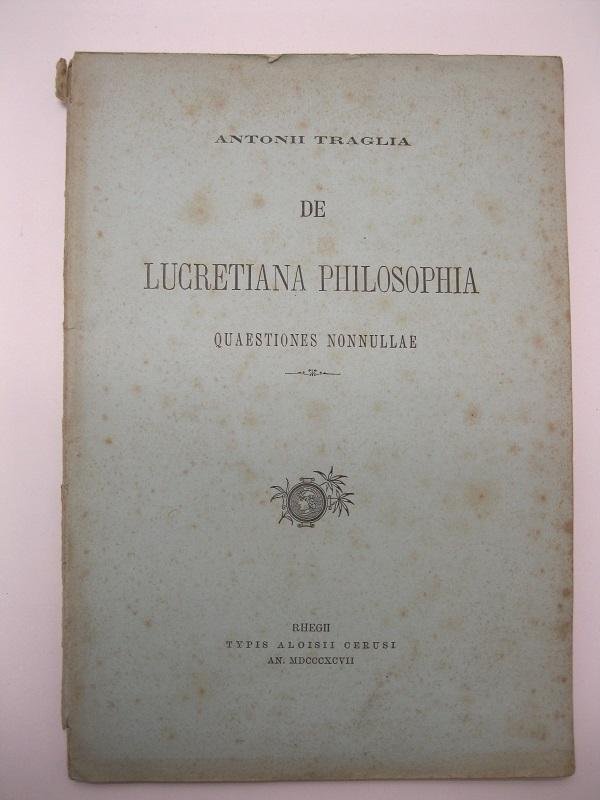 ANTONII TRAGLIA
DE
LUCRETIANA PHILOSOPHIA
QUAESTIONES NONNULLAE
RHEGII
TYPIS ALOISII CERUSI
AN. MDCCCXCVII